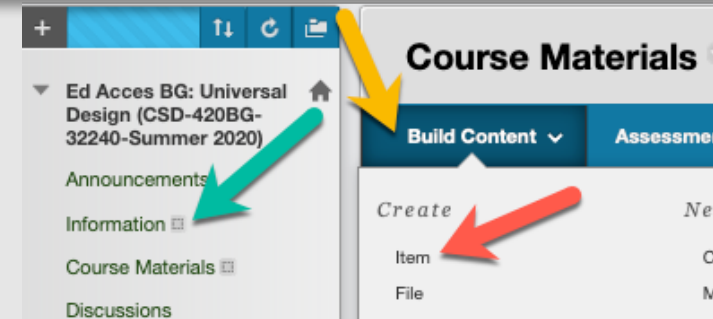 Ed Acces BG: Universal
Design (CSD-420BG-
32240-Summer 2020)
Announcements
Information
Course Materials
Discussions
Course Materials
Build Content
Create
Item
File